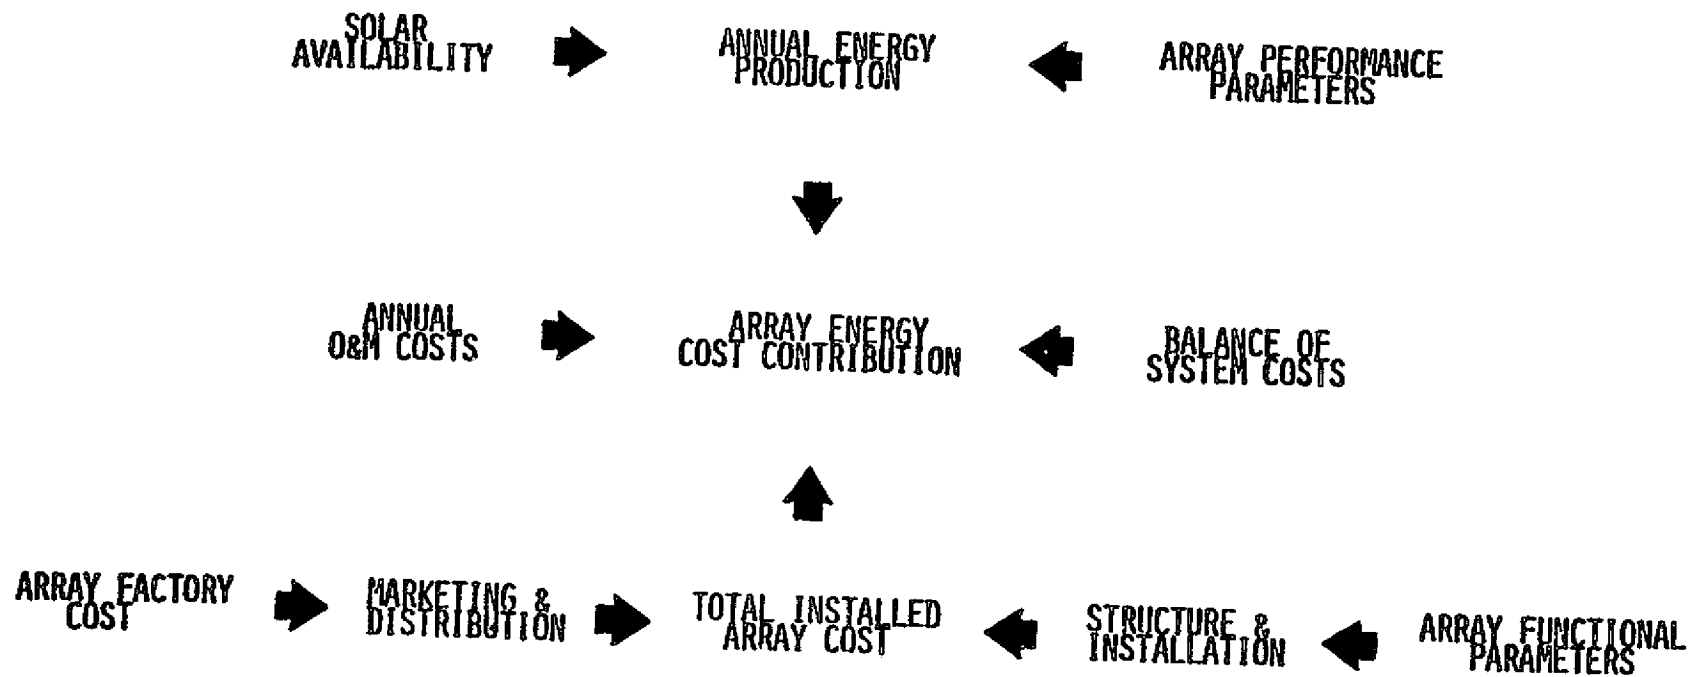 SOLAR
AVAILABILITY
ANNUAL ENERGY
PRODUCTION
ARRAY PERFORMANCE
PARAMETERS
ANNUAL
O&M COSTS
ARRAY ENERGY
COST CONTRIBUTION
BALANCE OF
SYSTEM COSTS
ARRAY FACTORY
COST
MARKETING &
DISTRIBUTION
TOTAL INSTALLED
ARRAY COST
STRUCTURE &
INSTALLATION
ARRAY FUNCTIONAL
PARAMETERS